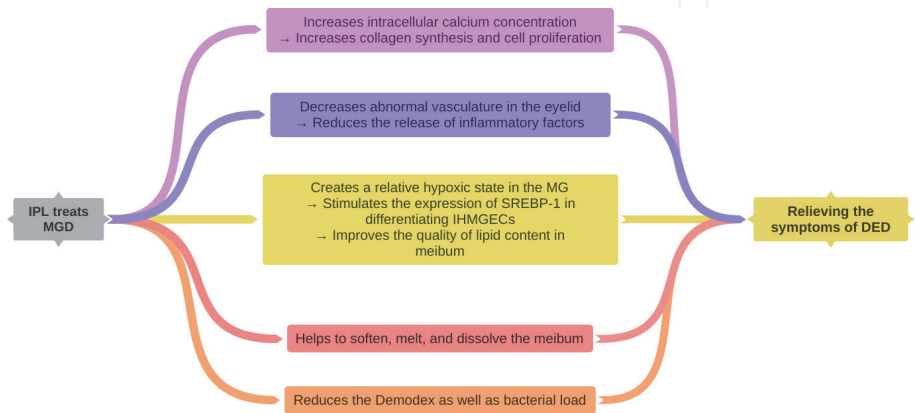 Increases intracellular calcium concentration
→ Increases collagen synthesis and cell proliferation
Decreases abnormal vasculature in the eyelid
→ Reduces the release of inflammatory factors
IPL treats
MGD
Creates a relative hypoxic state in the MG
→ Stimulates the expression of SREBP-1 in
differentiating IHMGECs
→ Improves the quality of lipid content in
meibum
Relieving the
symptoms of DED
Helps to soften, melt, and dissolve the meibum
Reduces the Demodex as well as bacterial load